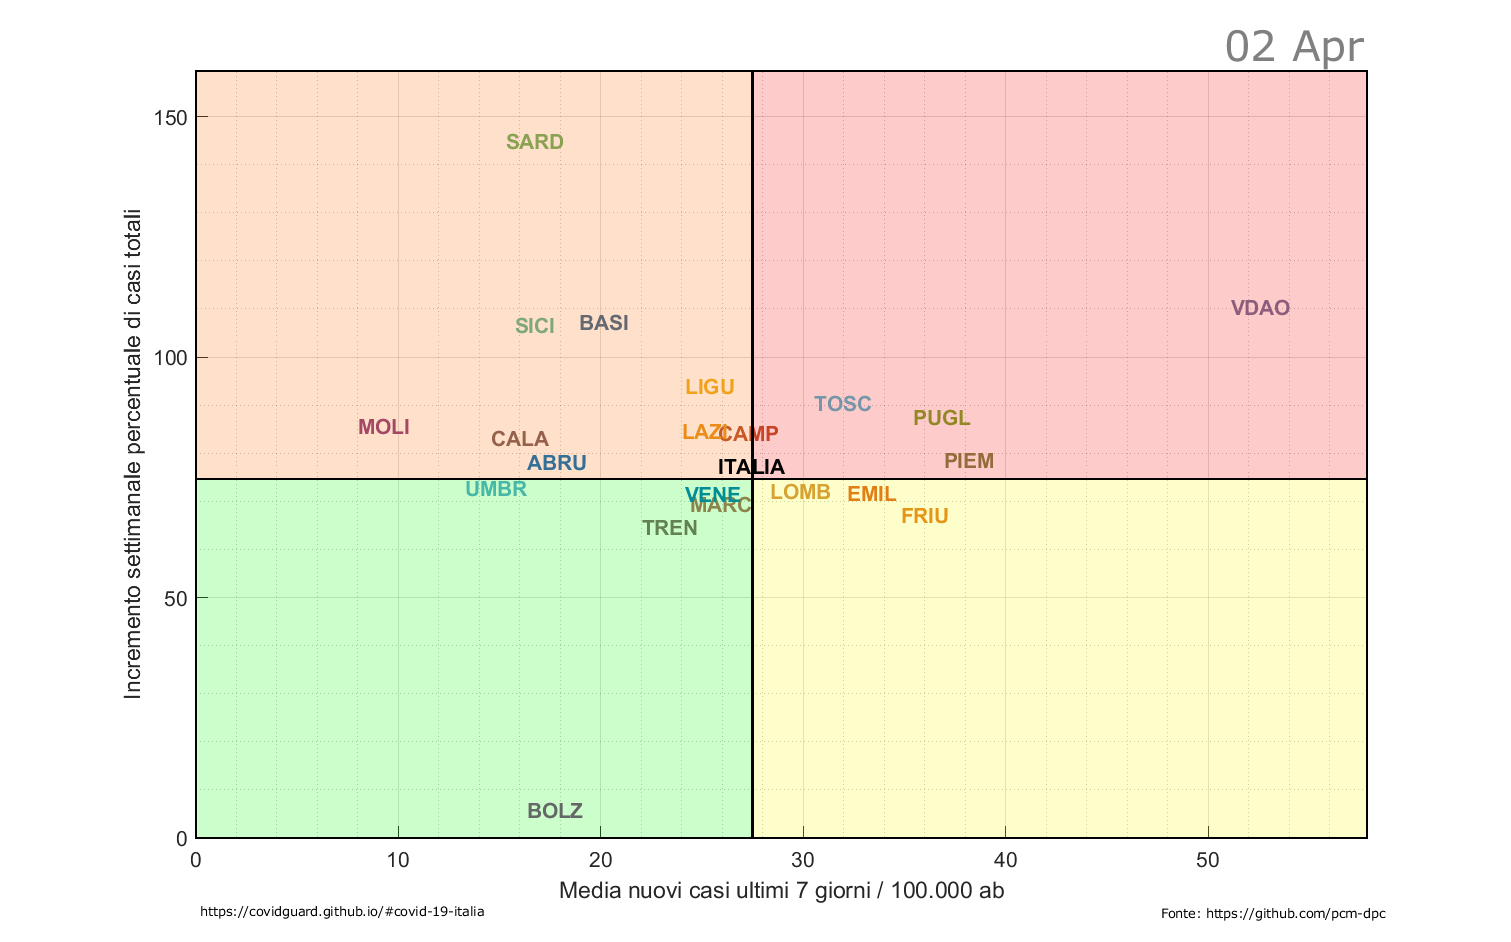 02 Apr
150
SARD
VDAO
SICI BASI
100
LIGU
TOSC
PUGL
MOLI
LAZI CAMP
CALA
ABRU
PIEM
ITALIA
UMBR
VENE
LOMB
EMIL
MARC
FRIU
TREN
50
BOLZ
0
0 10 20 30 40 50
Incremento settimanale percentuale di casi totali
Media nuovi casi ultimi 7 giorni / 100.000 ab
https://covidguard.github.io/#covid-19-italia
Fonte: https://github.com/pcm-dpc